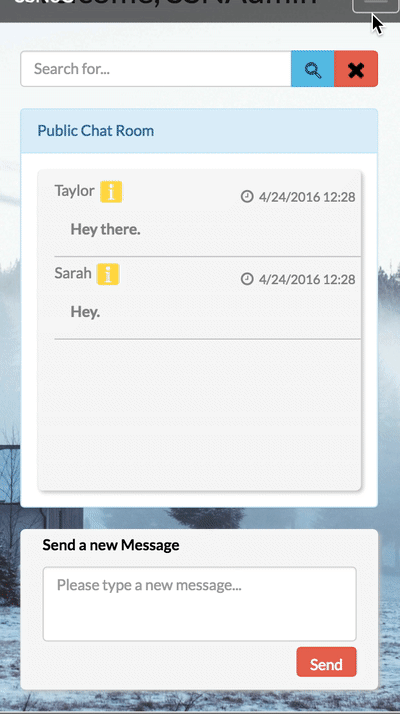 Search for...
Public Chat Room
Taylor
4/24/2016 12:28
Hey there.
Sarah
4/24/2016 12:28
Hey.
Send a new Message
Please type a new message...
Send